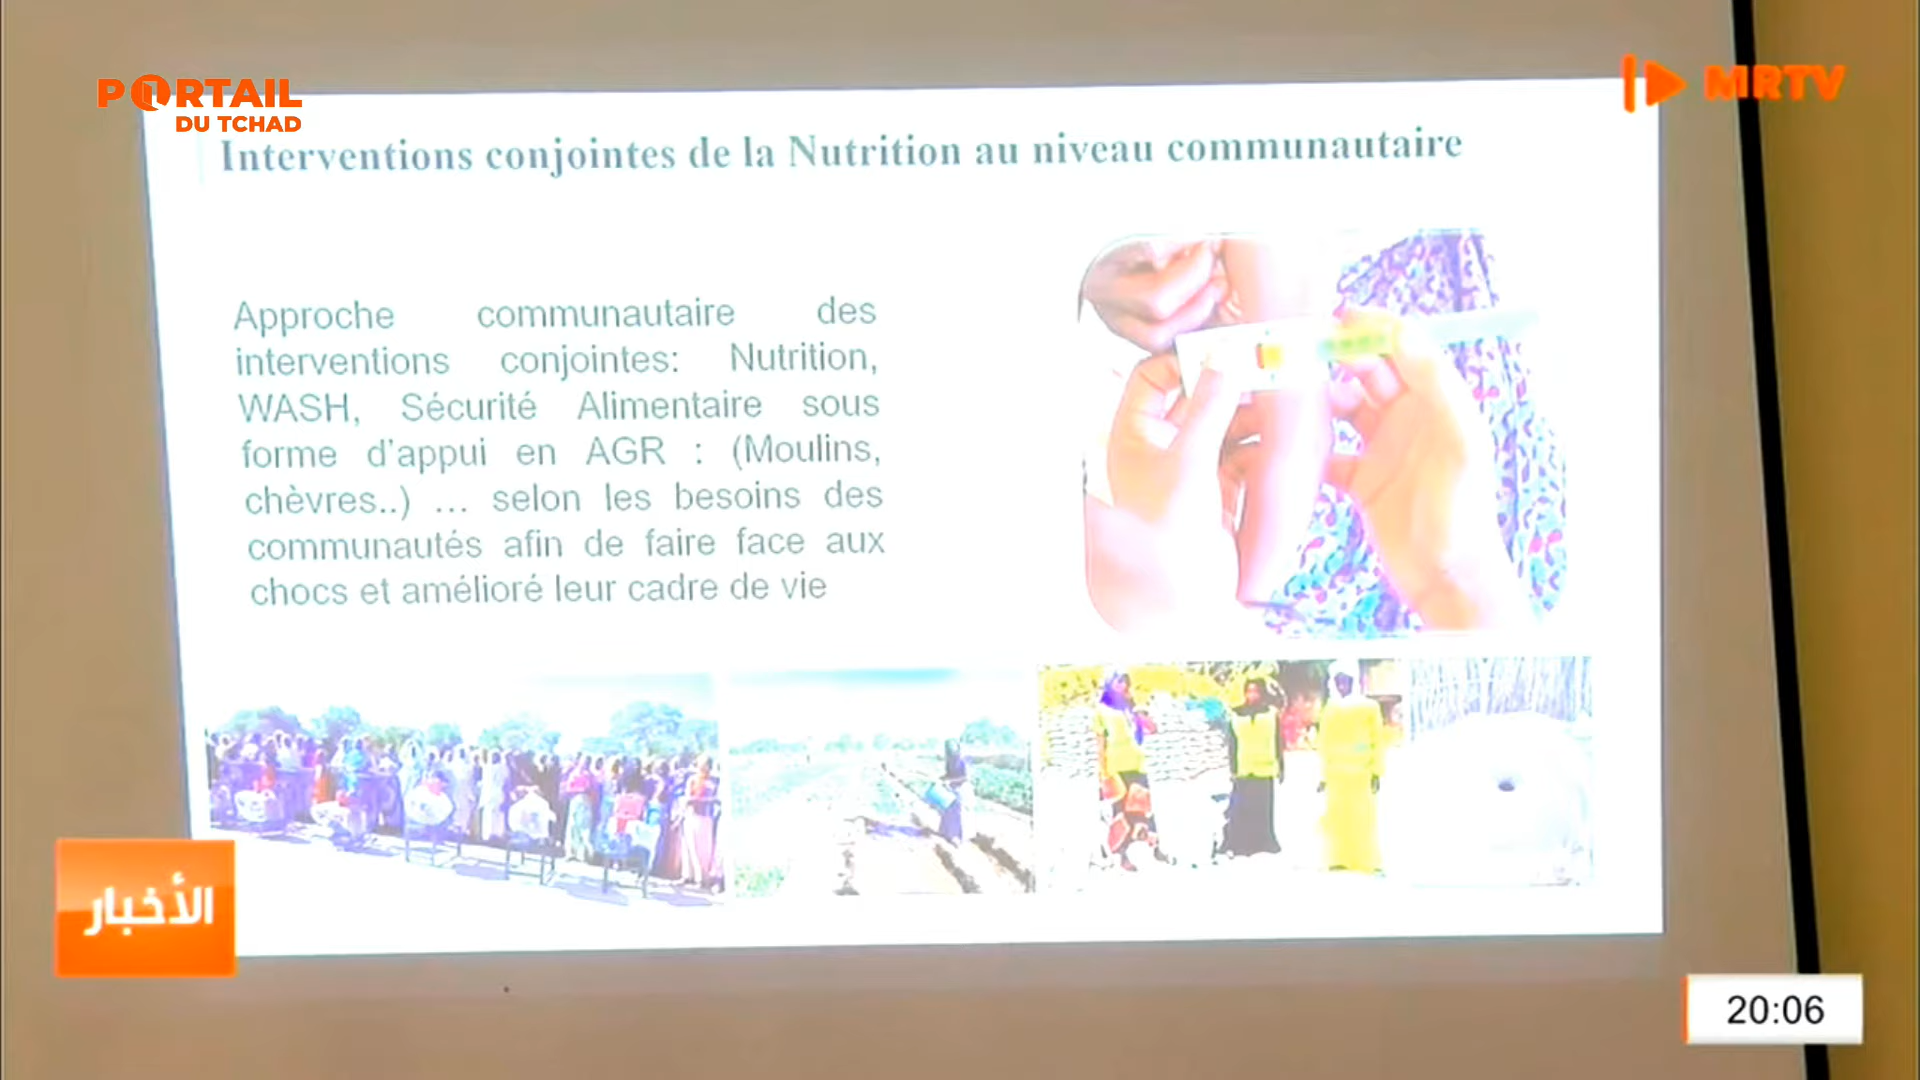 PORTAIL
DU TCHAD
MRTV
Interventions conjointes de la Nutrition au niveau communautaire
Approche communautaire des
interventions conjointes: Nutrition,
WASH, Sécurité Alimentaire sous
forme d'appui en AGR : (Moulins,
chèvres..) ... selon les besoins des
communautés afin de faire face aux
chocs et amélioré leur cadre de vie
الأخبار
20:06